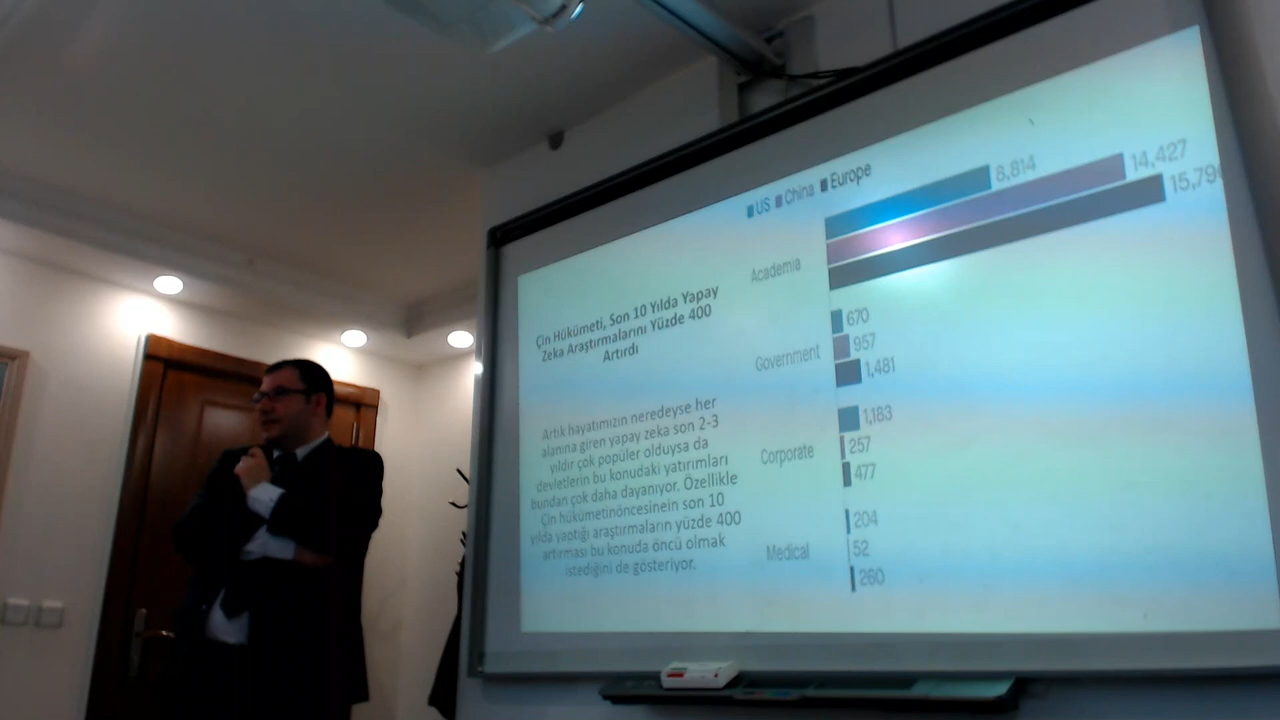 Çin Hükümeti, Son 10 Yılda Yapay
Zeka Araştırmalarını Yüzde 400
Artırdı
Artık hayatımızın neredeyse her
alanına giren yapay zeka son 2-3
yıldır çok popüler olduysa da
devletlerin bu konudaki yatırımları
bundan çok daha dayanıyor. Özellikle
Çin hükümetinöncesinein son 10
yılda yaptığı araştırmaların yüzde 400
artırması bu konuda öncü olmak
istediğini de gösteriyor.
US China Europe
Academia
8,814
14,427
Government
670
957
1,481
Corporate
1,183
257
477
Medical
204
52
260